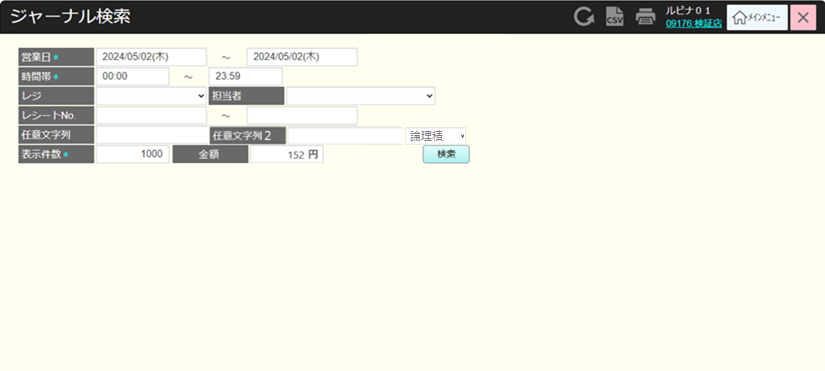 ジャーナル検索 CSV ルピナ０１ 09176:検証店 メインメニュー
営業日* 2024/05/02(木) ～ 2024/05/02(木)
時間帯* 00:00 ～ 23:59
レジ 担当者
レシートNo. ～
任意文字列 任意文字列２ 論理積
表示件数* 1000 金額 152 円 検索